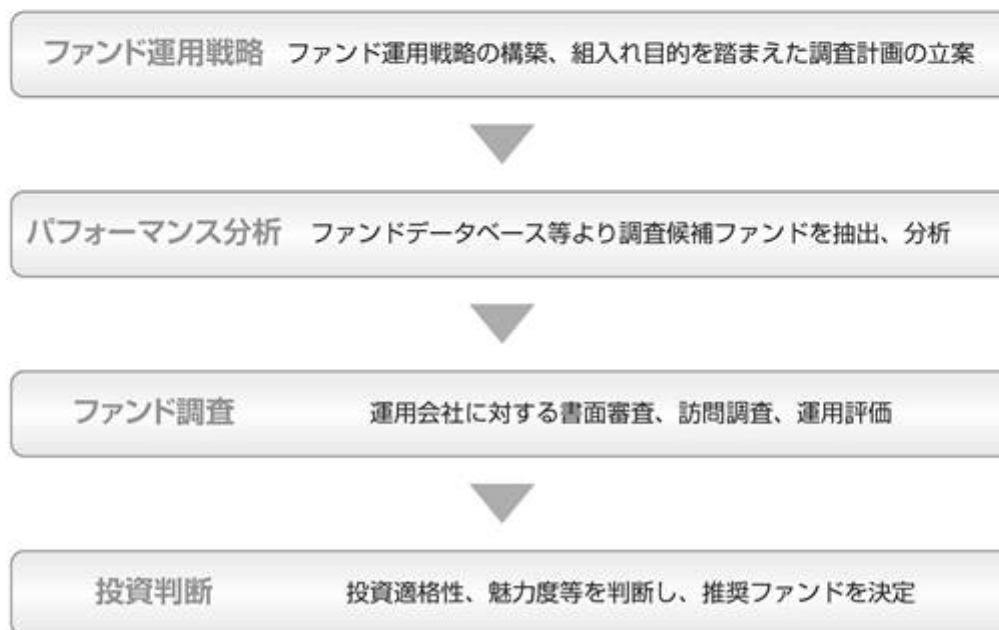 ファンド運用戦略 ファンド運用戦略の構築、組入れ目的を踏まえた調査計画の立案
パフォーマンス分析 ファンドデータベース等より調査候補ファンドを抽出、分析
ファンド調査 運用会社に対する書面審査、訪問調査、運用評価
投資判断 投資適格性、魅力度等を判断し、推奨ファンドを決定